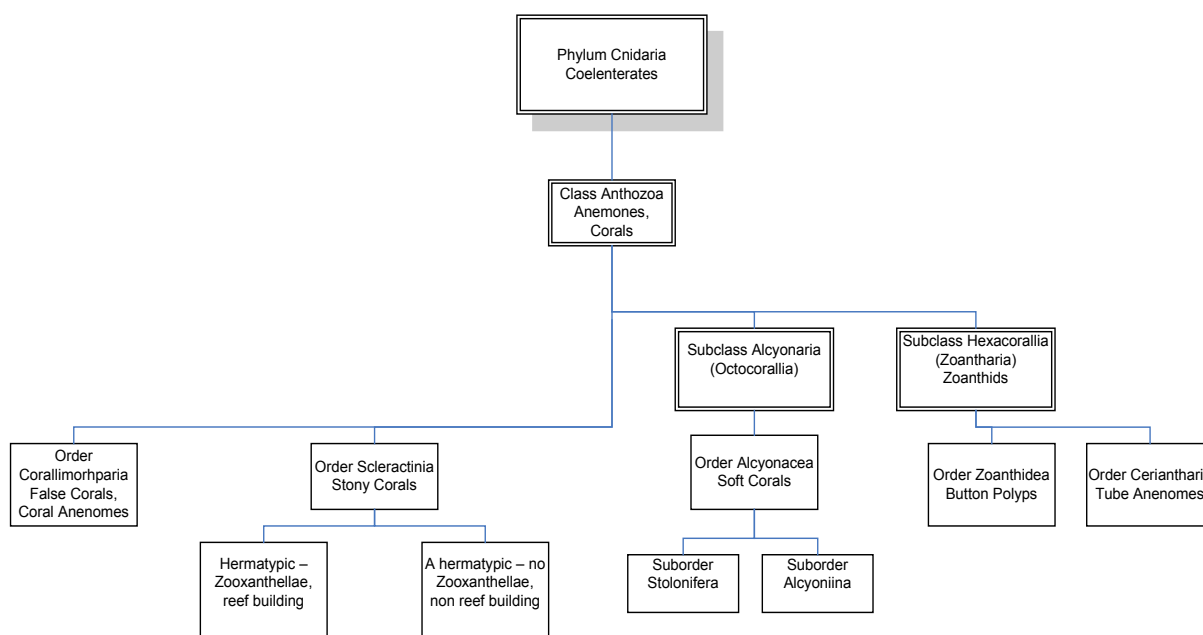 Phylum Cnidaria
Coelenterates
Class Anthozoa
Anemones,
Corals
Subclass Alcyonaria
(Octocorallia)
Subclass Hexacorallia
(Zoantharia)
Zoanthids
Order
Corallimorhparia
False Corals,
Coral Anenomes
Order Scleractinia
Stony Corals
Order Alcyonacea
Soft Corals
Order Zoanthidea
Button Polyps
Order Ceriantharia
Tube Anenomes
Hermatypic –
Zooxanthellae,
reef building
A hermatypic – no
Zooxanthellae,
non reef building
Suborder
Stolonifera
Suborder
Alcyoniina